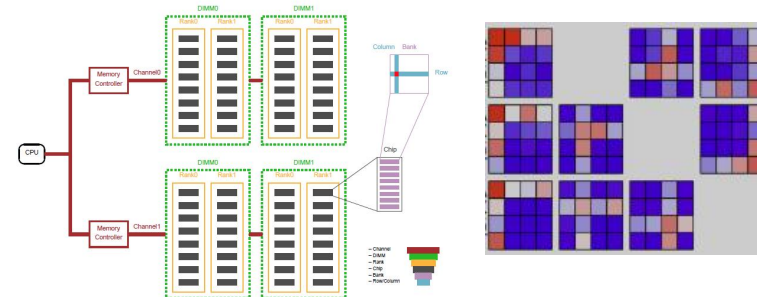 DIMM0 DIMM1
Rank0 Rank1 Rank0 Rank1
Column Bank
Row
Memory Controller
Channel0
CPU
Chip
DIMM0 DIMM1
Rank0 Rank1 Rank0 Rank1
Memory Controller
Channel1
– Channel
– DIMM
– Rank
– Chip
– Bank
– Row/Column